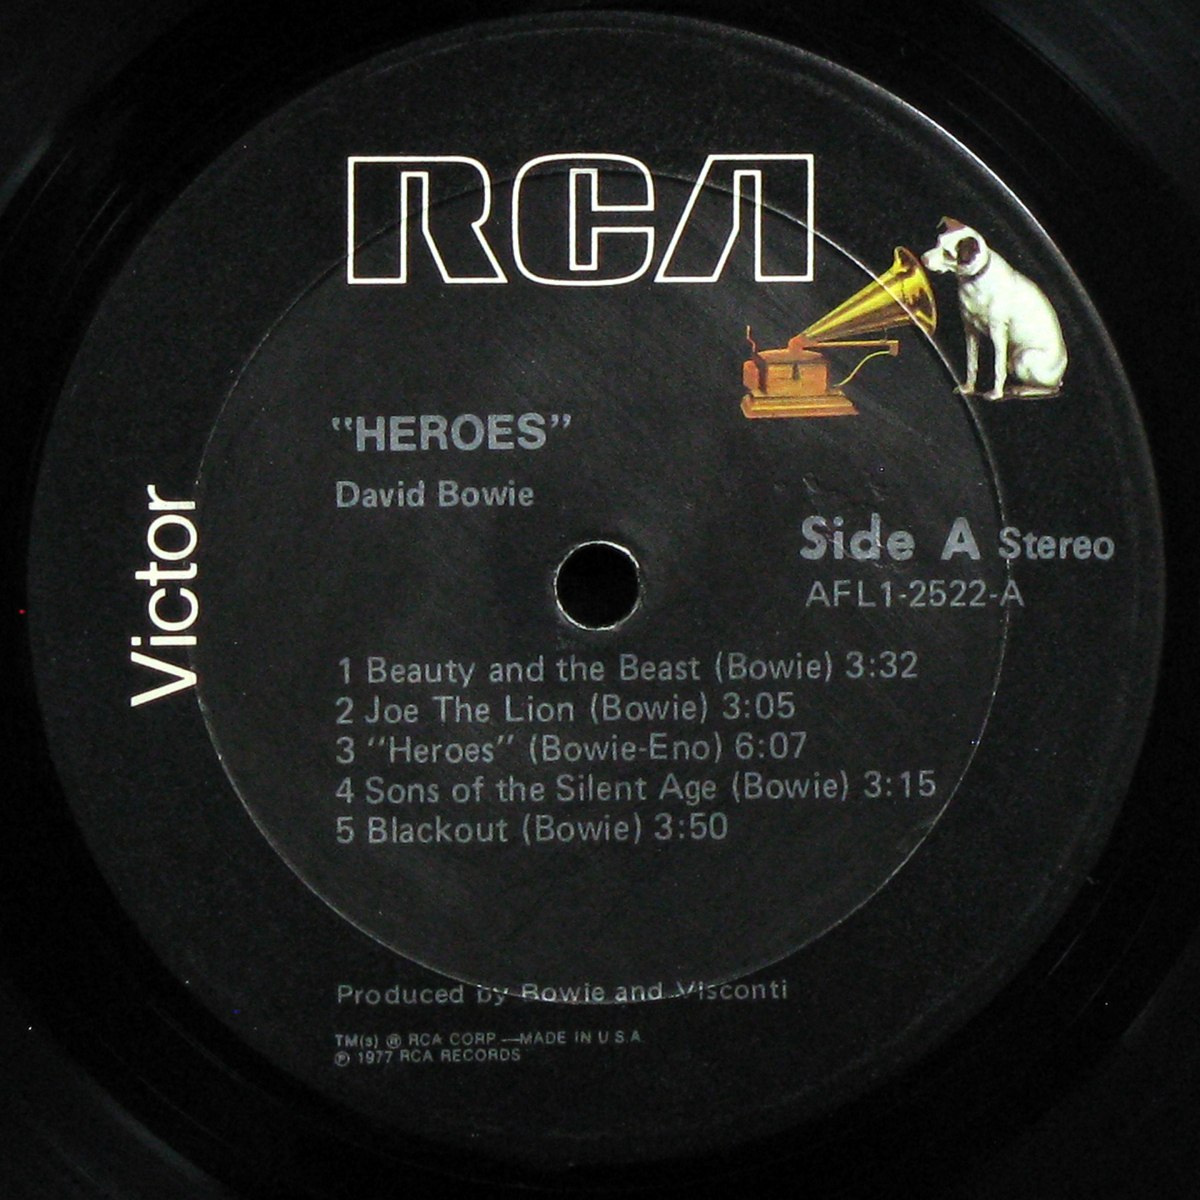 RCA
Victor
"HEROES"
David Bowie
Side A Stereo
AFL1-2522-A
1 Beauty and the Beast (Bowie) 3:32
2 Joe The Lion (Bowie) 3:05
3 "Heroes" (Bowie-Eno) 6:07
4 Sons of the Silent Age (Bowie) 3:15
5 Blackout (Bowie) 3:50
Produced by Bowie and Visconti
TM(s) ® RCA CORP —MADE IN U S A
℗ 1977 RCA RECORDS